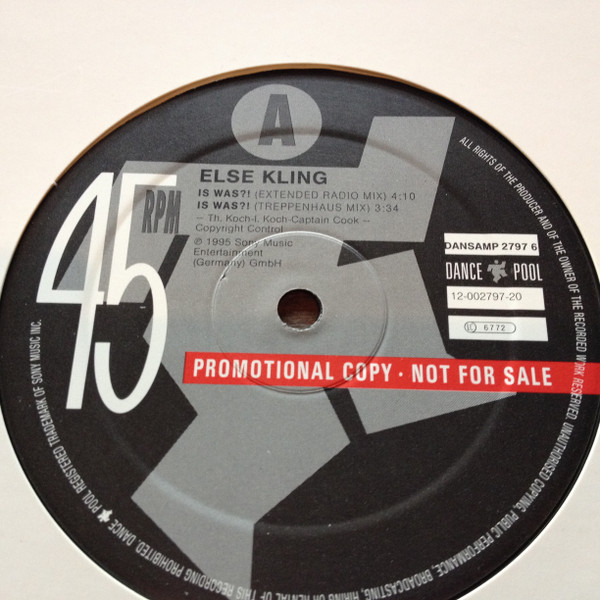 A
45
RPM
ELSE KLING
IS WAS?! (EXTENDED RADIO MIX) 4:10
IS WAS?! (TREPPENHAUS MIX) 3:34
– Th. Koch-I. Koch-Captain Cook –
Copyright Control
℗ 1995 Sony Music
Entertainment
(Germany) GmbH
DANSAMP 2797 6
DANCE POOL
12-002797-20
LC 6772
PROMOTIONAL COPY · NOT FOR SALE
ALL RIGHTS OF THE PRODUCER AND OF THE OWNER OF THE RECORDED WORK RESERVED. UNAUTHORISED COPYING, PUBLIC PERFORMANCE, BROADCASTING, HIRING OR RENTAL OF THIS RECORDING PROHIBITED. DANCE POOL REGISTERED TRADEMARK OF SONY MUSIC INC.